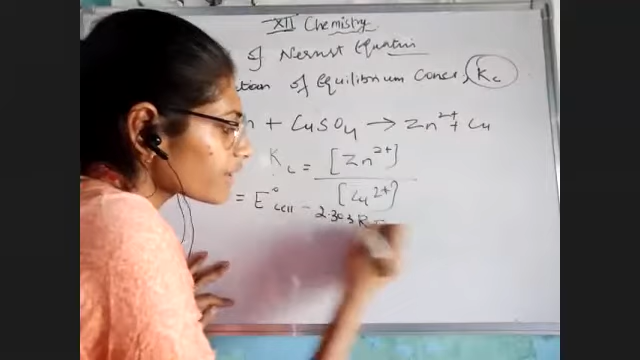 XII Chemistry
of Nernst Equation
of Equilibrium Conc, Kc
+ CuSO4 → Zn2+ + Cu
Kc = [Zn2+]
[Cu2+]
= E°cell - 2.303 R